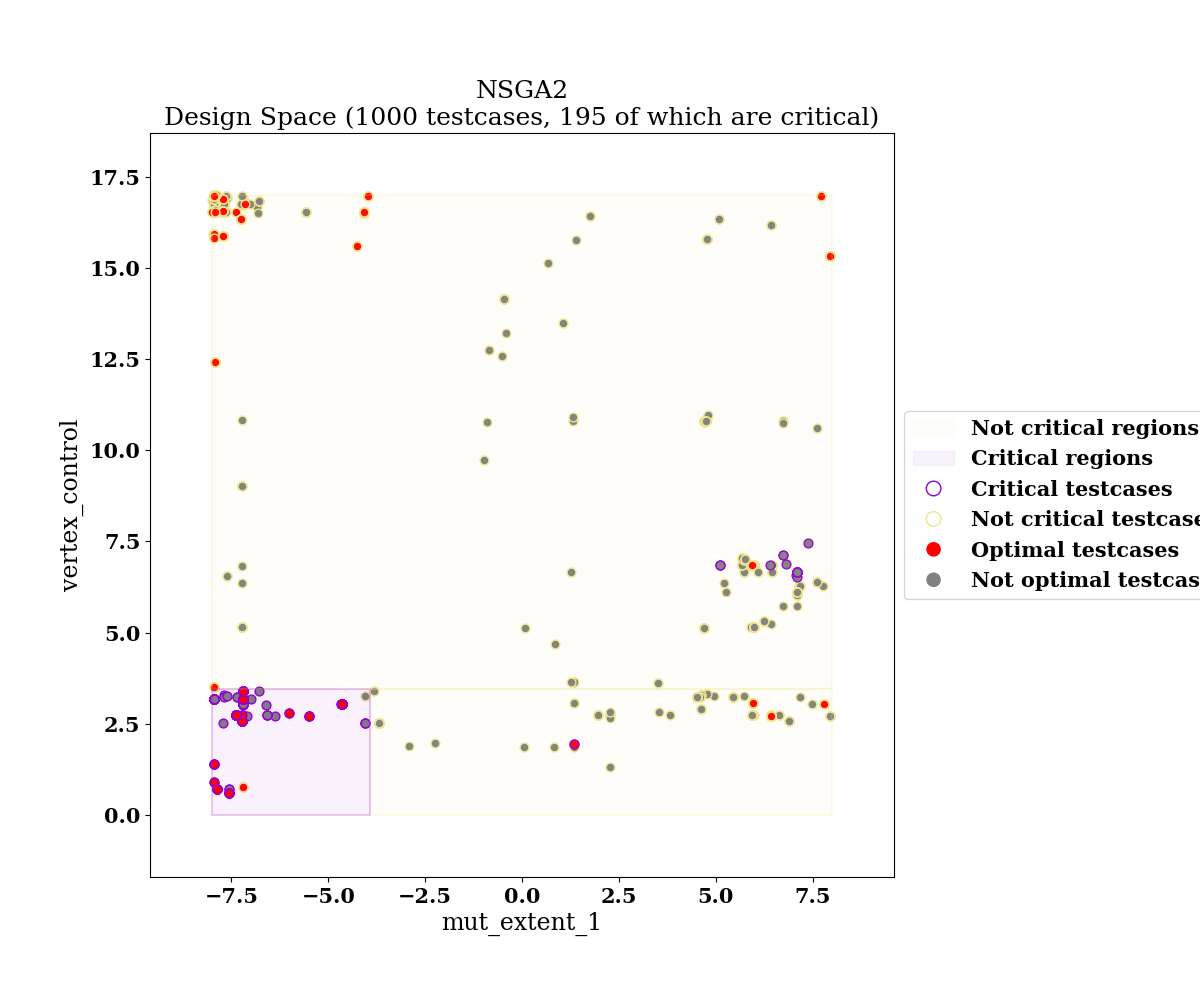 NSGA2
Design Space (1000 testcases, 195 of which are critical)
17.5
15.0
12.5
10.0
7.5
5.0
2.5
0.0
vertex_control
−7.5 −5.0 −2.5 0.0 2.5 5.0 7.5
mut_extent_1
Not critical regions
Critical regions
Critical testcases
Not critical testcase
Optimal testcases
Not optimal testcas